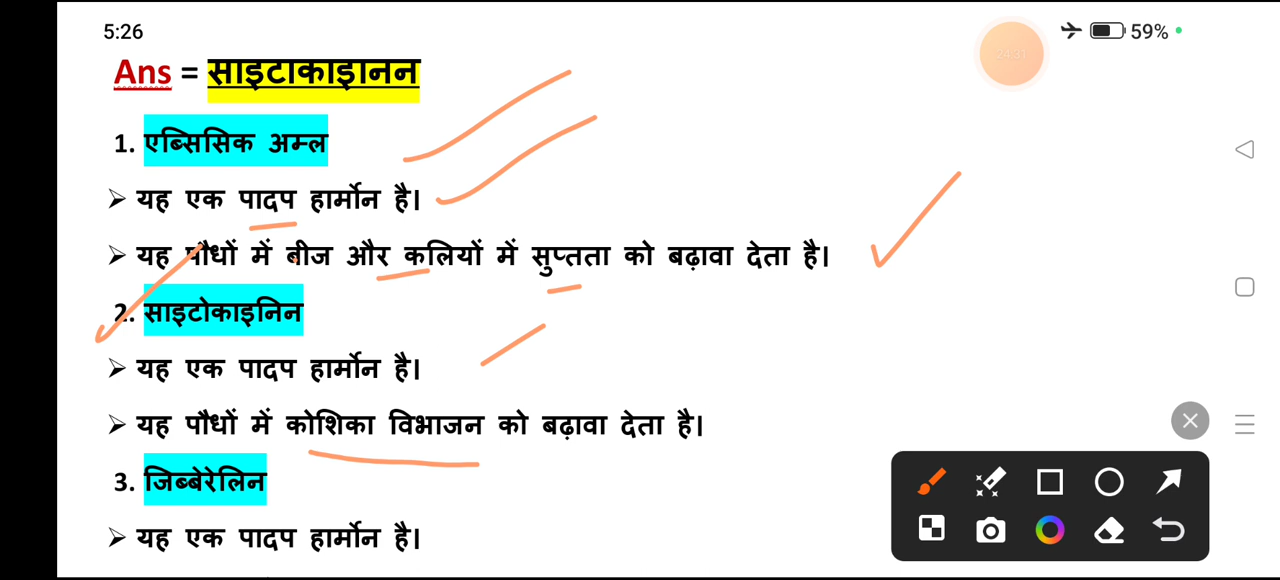 5:26
59%
Ans = साइटोकाइनिन
1. एब्सिसिक अम्ल
➢ यह एक पादप हार्मोन है।
➢ यह पौधों में बीज और कलियों में सुप्तता को बढ़ावा देता है।
2. साइटोकाइनिन
➢ यह एक पादप हार्मोन है।
➢ यह पौधों में कोशिका विभाजन को बढ़ावा देता है।
3. जिब्बेरेलिन
➢ यह एक पादप हार्मोन है।